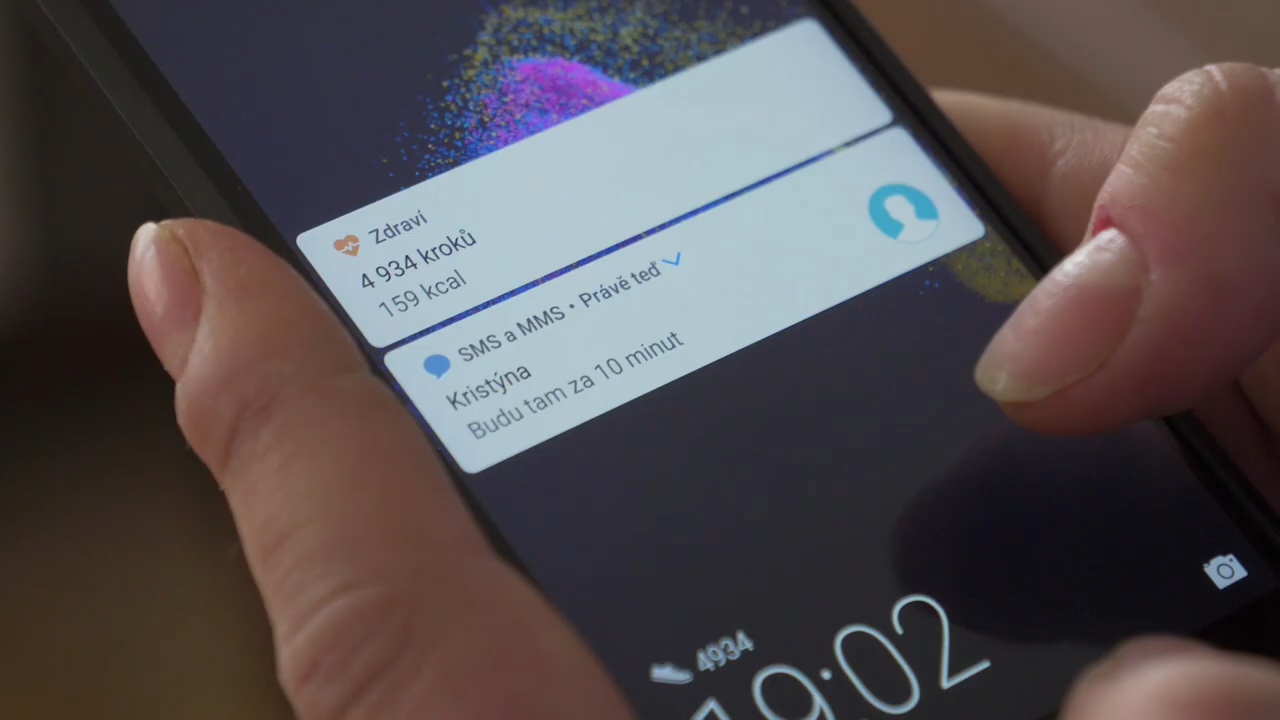 Zdraví
4 934 kroků
159 kcal
SMS a MMS • Právě teď
Kristýna
Budu tam za 10 minut
4934
19:02